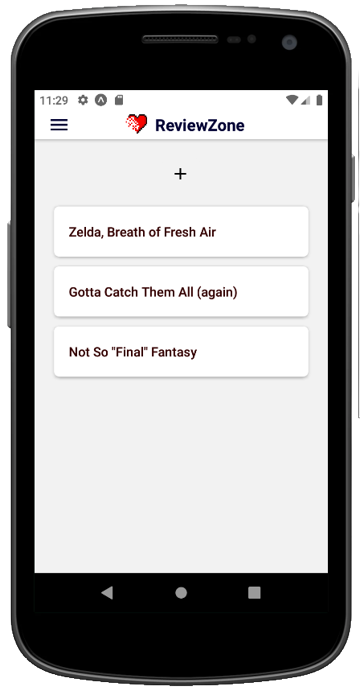 11:29
ReviewZone
+
Zelda, Breath of Fresh Air
Gotta Catch Them All (again)
Not So "Final" Fantasy